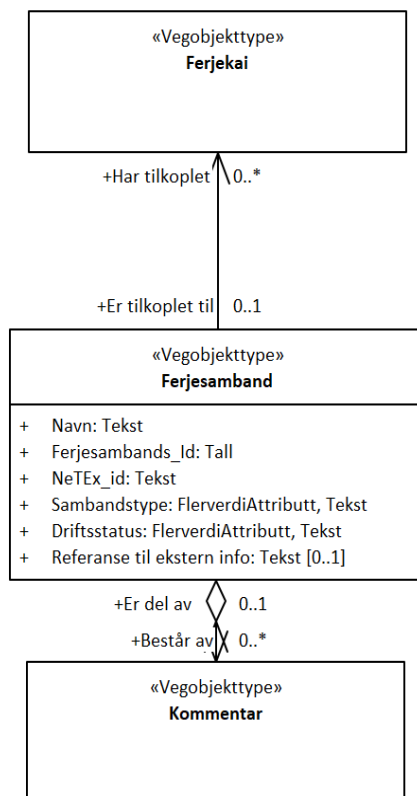 «Vegobjekttype»
Ferjekai
+Har tilkoplet 0..*
+Er tilkoplet til 0..1
«Vegobjekttype»
Ferjesamband
+ Navn: Tekst
+ Ferjesambands_Id: Tall
+ NeTEx_id: Tekst
+ Sambandstype: FlerverdiAttributt, Tekst
+ Driftsstatus: FlerverdiAttributt, Tekst
+ Referanse til ekstern info: Tekst [0..1]
+Er del av 0..1
+Består av 0..*
«Vegobjekttype»
Kommentar